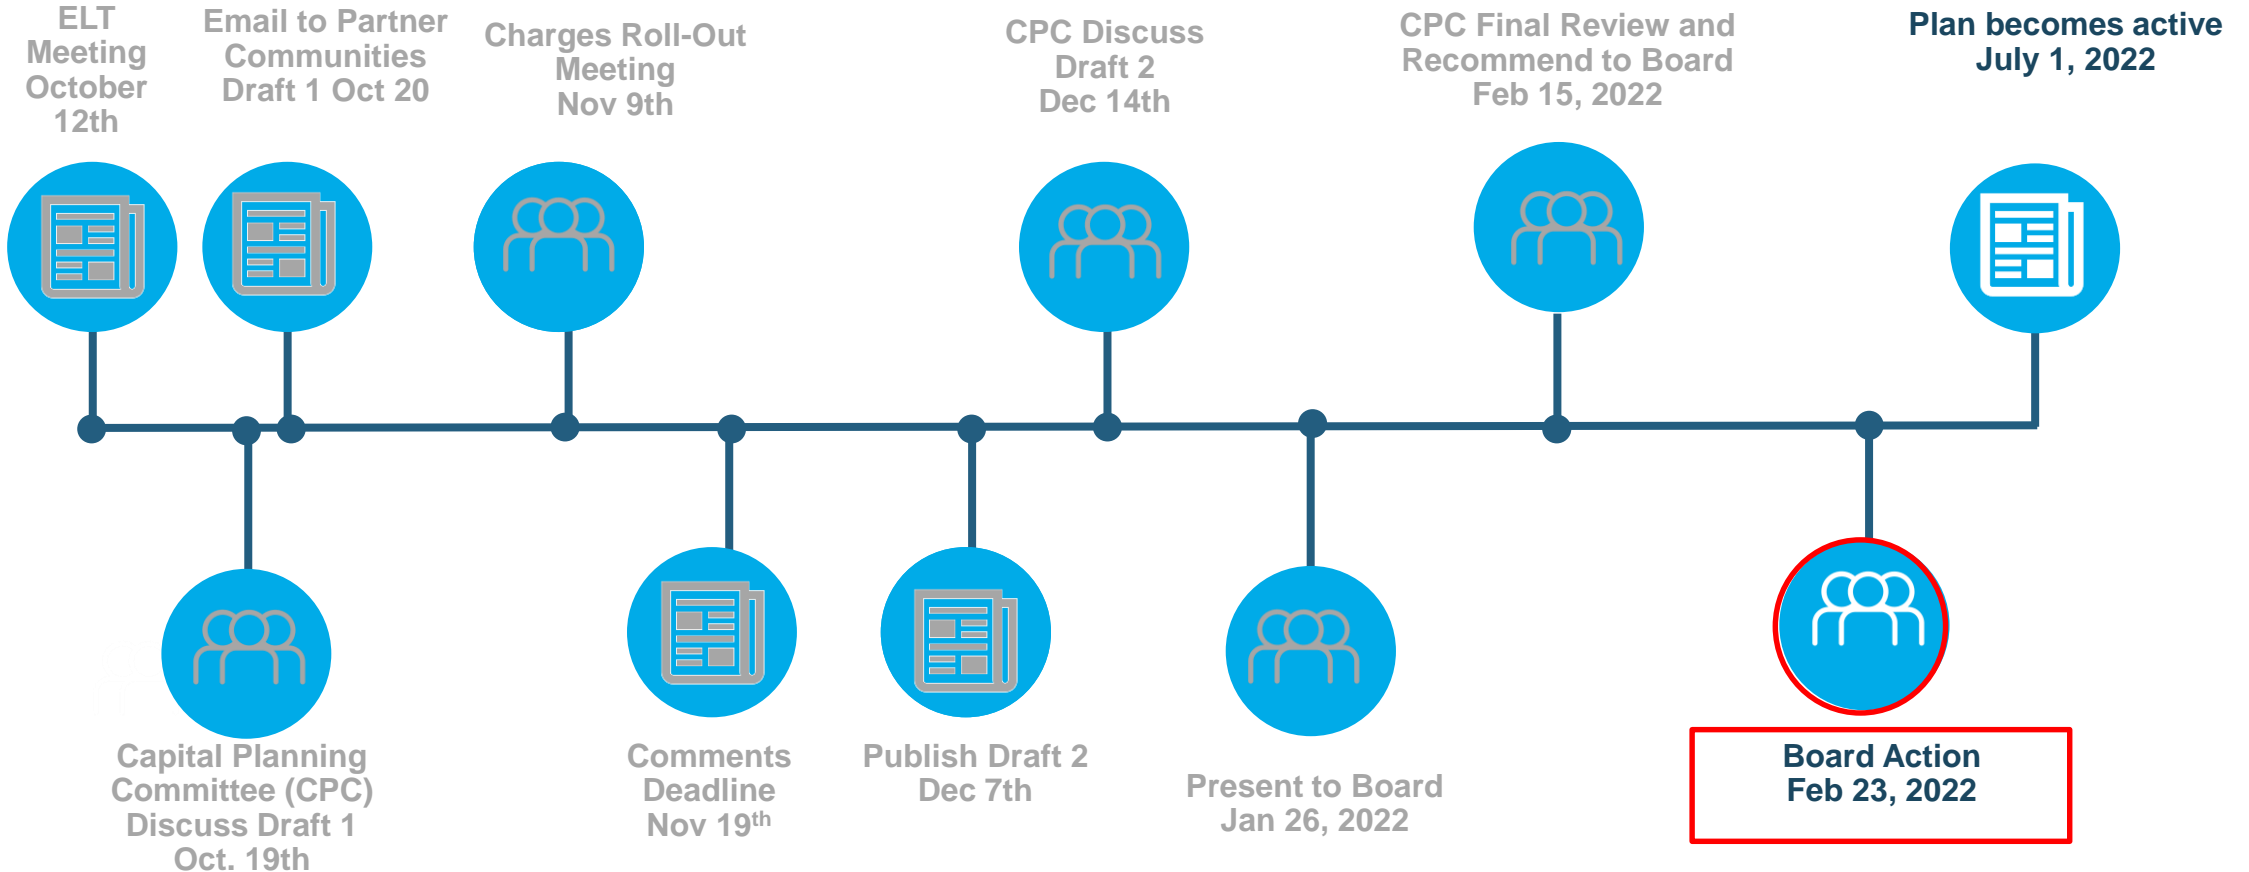 ELT
Meeting
October
12th
Email to Partner
Communities
Draft 1 Oct 20
Charges Roll-Out
Meeting
Nov 9th
CPC Discuss
Draft 2
Dec 14th
CPC Final Review and
Recommend to Board
Feb 15, 2022
Plan becomes active
July 1, 2022
Capital Planning
Committee (CPC)
Discuss Draft 1
Oct. 19th
Comments
Deadline
Nov 19th
Publish Draft 2
Dec 7th
Present to Board
Jan 26, 2022
Board Action
Feb 23, 2022